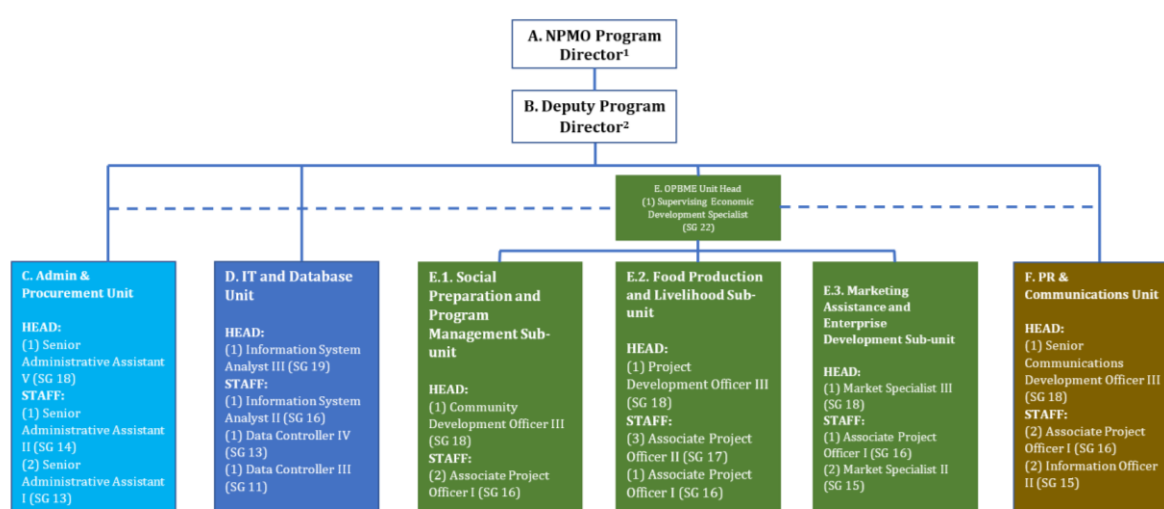 A. NPMO Program
Director¹
B. Deputy Program
Director²
E. OPBME Unit Head
(1) Supervising Economic
Development Specialist
(SG 22)
C. Admin &
Procurement Unit
HEAD:
(1) Senior
Administrative Assistant
V (SG 18)
STAFF:
(1) Senior
Administrative Assistant
II (SG 14)
(2) Senior
Administrative Assistant
I (SG 13)
D. IT and Database
Unit
HEAD:
(1) Information System
Analyst III (SG 19)
STAFF:
(1) Information System
Analyst II (SG 16)
(1) Data Controller IV
(SG 13)
(1) Data Controller III
(SG 11)
E.1. Social
Preparation and
Program
Management Sub-
unit
HEAD:
(1) Community
Development Officer III
(SG 18)
STAFF:
(2) Associate Project
Officer I (SG 16)
E.2. Food Production
and Livelihood Sub-
unit
HEAD:
(1) Project
Development Officer III
(SG 18)
STAFF:
(3) Associate Project
Officer II (SG 17)
(1) Associate Project
Officer I (SG 16)
E.3. Marketing
Assistance and
Enterprise
Development Sub-unit
HEAD:
(1) Market Specialist III
(SG 18)
STAFF:
(1) Associate Project
Officer I (SG 16)
(2) Market Specialist II
(SG 15)
F. PR &
Communications Unit
HEAD:
(1) Senior
Communications
Development Officer III
(SG 18)
STAFF:
(2) Associate Project
Officer I (SG 16)
(2) Information Officer
II (SG 15)